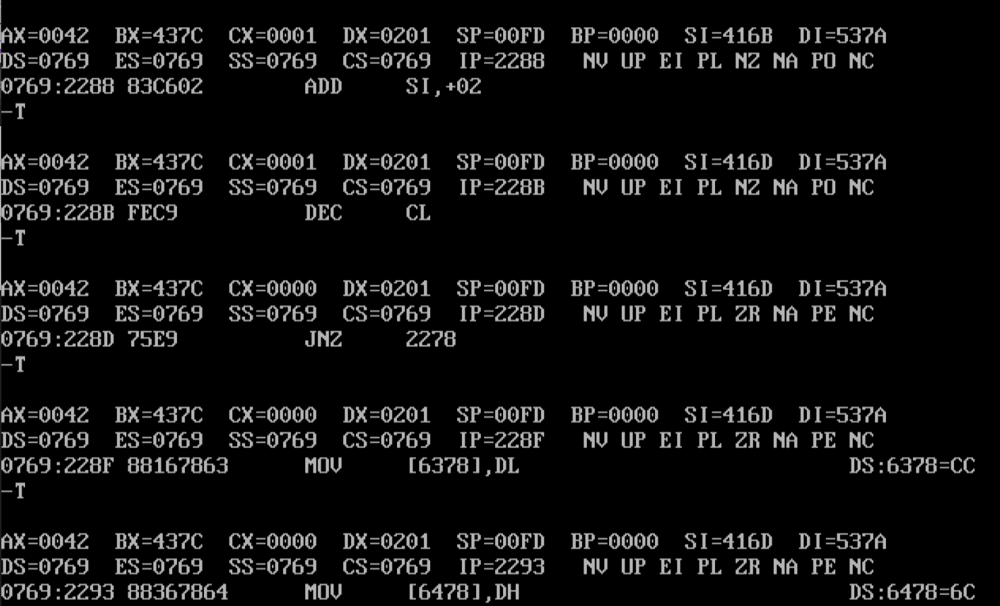 AX=0042  BX=437C  CX=0001  DX=0201  SP=00FD  BP=0000  SI=416B  DI=537A
DS=0769  ES=0769  SS=0769  CS=0769  IP=2288   NV UP EI PL NZ NA PO NC
0769:2288 83C602        ADD     SI,+02
-T
AX=0042  BX=437C  CX=0001  DX=0201  SP=00FD  BP=0000  SI=416D  DI=537A
DS=0769  ES=0769  SS=0769  CS=0769  IP=228B   NV UP EI PL NZ NA PO NC
0769:228B FEC9          DEC     CL
-T
AX=0042  BX=437C  CX=0000  DX=0201  SP=00FD  BP=0000  SI=416D  DI=537A
DS=0769  ES=0769  SS=0769  CS=0769  IP=228D   NV UP EI PL ZR NA PE NC
0769:228D 75E9          JNZ     2278
-T
AX=0042  BX=437C  CX=0000  DX=0201  SP=00FD  BP=0000  SI=416D  DI=537A
DS=0769  ES=0769  SS=0769  CS=0769  IP=228F   NV UP EI PL ZR NA PE NC
0769:228F 88167863      MOV     [6378],DL                          DS:6378=CC
-T
AX=0042  BX=437C  CX=0000  DX=0201  SP=00FD  BP=0000  SI=416D  DI=537A
DS=0769  ES=0769  SS=0769  CS=0769  IP=2293   NV UP EI PL ZR NA PE NC
0769:2293 88367864      MOV     [6478],DH                          DS:6478=6C